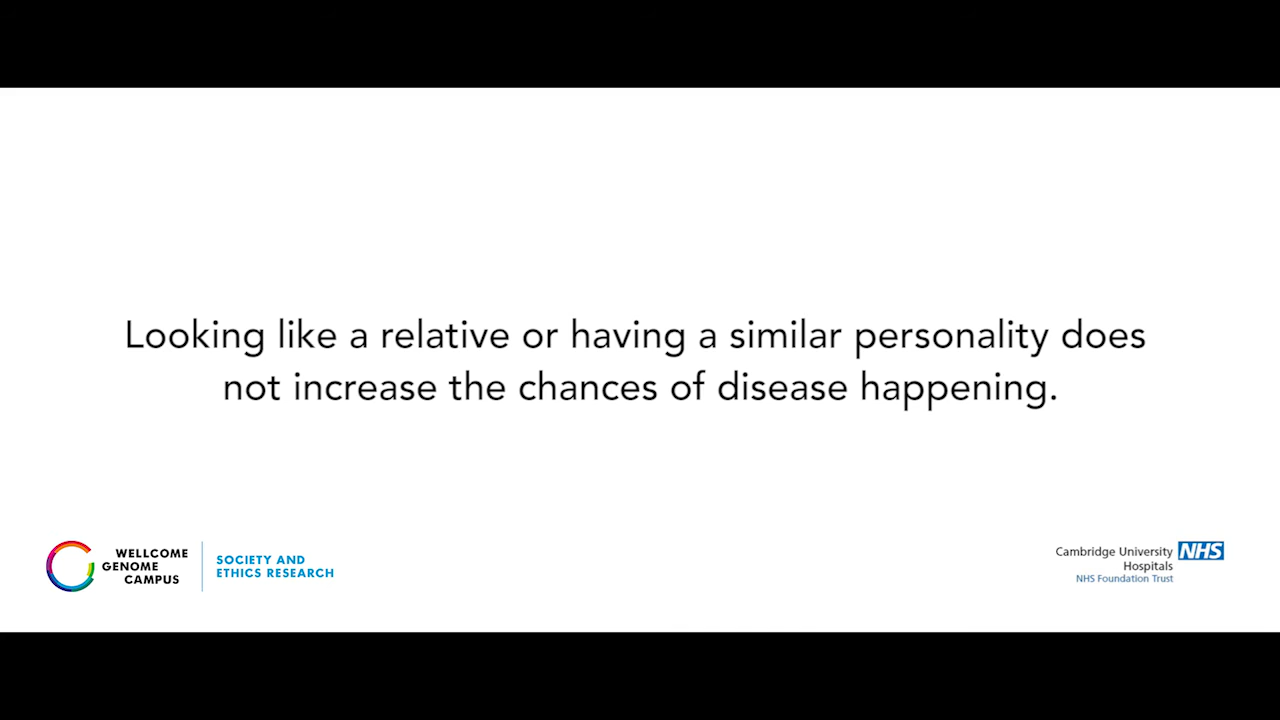 Looking like a relative or having a similar personality does
not increase the chances of disease happening.
WELLCOME
GENOME
CAMPUS
SOCIETY AND
ETHICS RESEARCH
Cambridge University NHS
Hospitals
NHS Foundation Trust